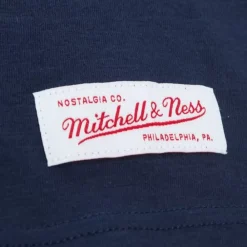 NOSTALGIA CO.
Mitchell & Ness
PHILADELPHIA, PA.